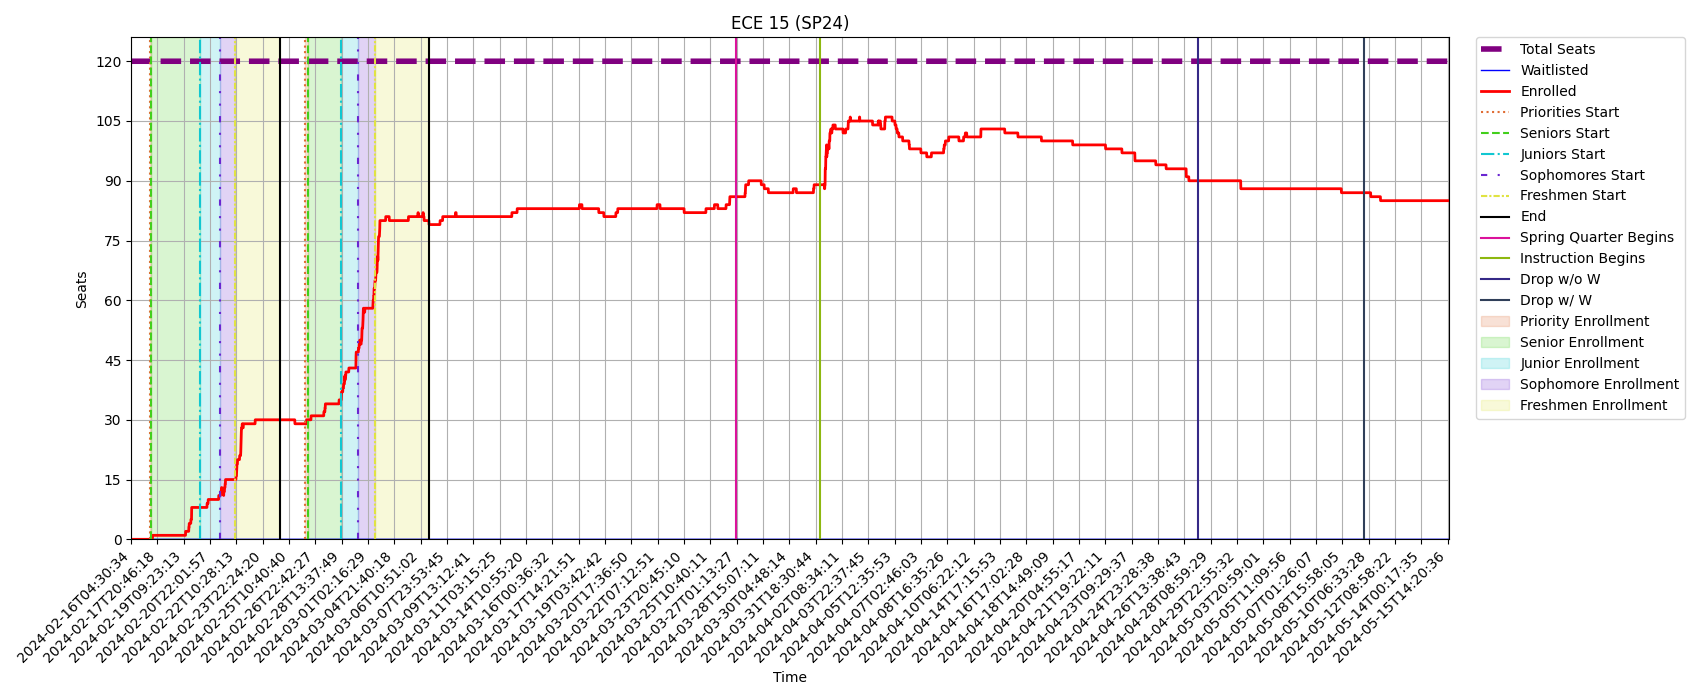 ECE 15 (SP24)
Seats
120
105
90
75
60
45
30
15
0
2024-02-16T04:30:34
2024-02-17T20:46:18
2024-02-19T09:23:13
2024-02-20T22:01:57
2024-02-22T10:28:13
2024-02-23T22:24:20
2024-02-25T10:40:40
2024-02-26T22:42:27
2024-02-28T13:37:49
2024-03-01T02:16:29
2024-03-04T21:40:18
2024-03-06T10:51:02
2024-03-07T23:53:45
2024-03-09T13:12:41
2024-03-11T03:15:25
2024-03-14T10:55:20
2024-03-16T00:36:32
2024-03-17T14:21:51
2024-03-19T03:42:42
2024-03-20T17:36:50
2024-03-22T07:12:51
2024-03-23T20:45:10
2024-03-25T10:40:11
2024-03-27T01:13:27
2024-03-28T15:07:11
2024-03-30T04:48:14
2024-03-31T18:30:44
2024-04-02T08:34:11
2024-04-03T22:37:45
2024-04-05T12:35:53
2024-04-07T02:46:03
2024-04-08T16:35:26
2024-04-10T06:22:12
2024-04-14T17:15:53
2024-04-16T17:02:28
2024-04-18T14:49:09
2024-04-20T04:55:17
2024-04-21T19:22:11
2024-04-23T09:29:37
2024-04-24T23:28:38
2024-04-26T13:38:43
2024-04-28T08:59:29
2024-04-29T22:55:32
2024-05-03T20:59:01
2024-05-05T11:09:56
2024-05-07T01:26:07
2024-05-08T15:58:05
2024-05-10T06:33:28
2024-05-12T08:58:22
2024-05-14T00:17:35
2024-05-15T14:20:36
Time
Total Seats
Waitlisted
Enrolled
Priorities Start
Seniors Start
Juniors Start
Sophomores Start
Freshmen Start
End
Spring Quarter Begins
Instruction Begins
Drop w/o W
Drop w/ W
Priority Enrollment
Senior Enrollment
Junior Enrollment
Sophomore Enrollment
Freshmen Enrollment